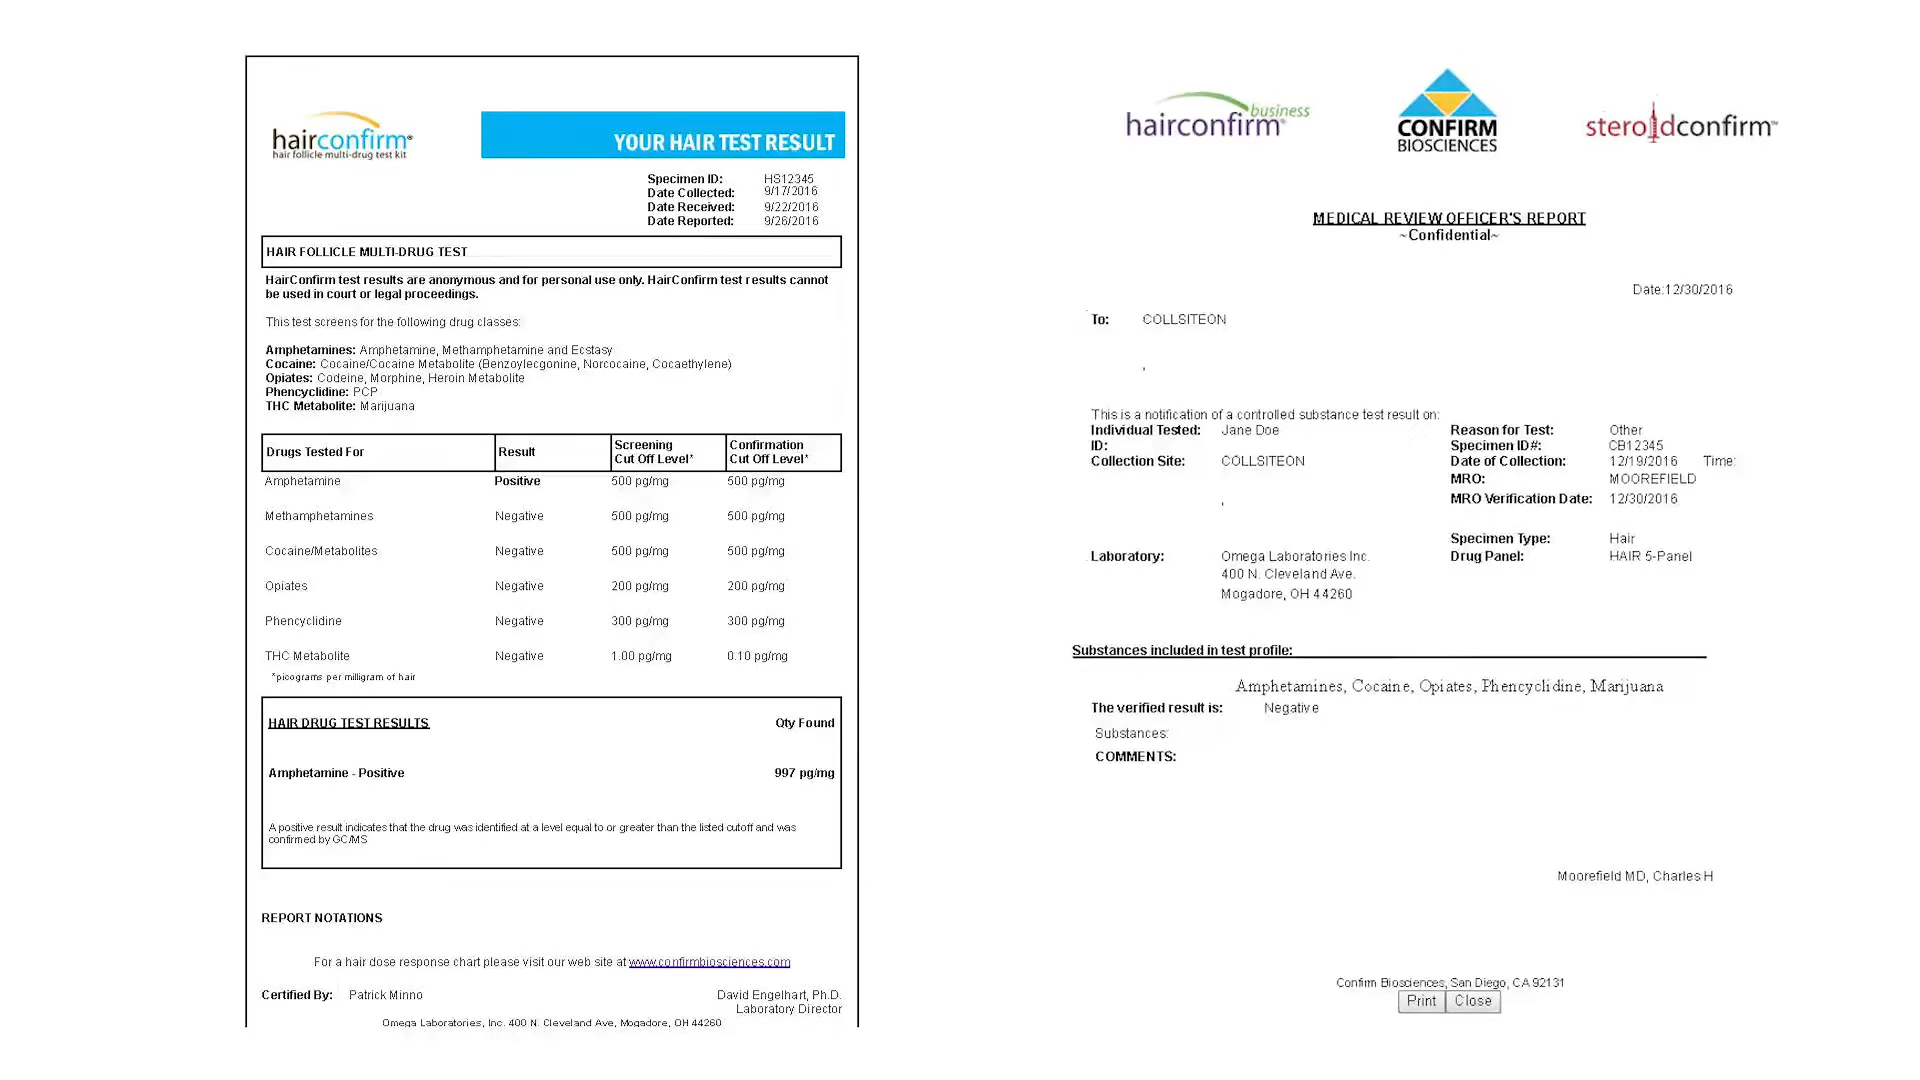 hairconfirm®
hair follicle multi-drug test kit
YOUR HAIR TEST RESULT
Specimen ID: HS12345
Date Collected: 9/17/2016
Date Received: 9/22/2016
Date Reported: 9/26/2016
HAIR FOLLICLE MULTI-DRUG TEST
HairConfirm test results are anonymous and for personal use only. HairConfirm test results cannot
be used in court or legal proceedings.
This test screens for the following drug classes:
Amphetamines: Amphetamine, Methamphetamine and Ecstasy
Cocaine: Cocaine/Cocaine Metabolite (Benzoylecgonine, Norcocaine, Cocaethylene)
Opiates: Codeine, Morphine, Heroin Metabolite
Phencyclidine: PCP
THC Metabolite: Marijuana
Drugs Tested For Result Screening Cut Off Level* Confirmation Cut Off Level*
Amphetamine Positive 500 pg/mg 500 pg/mg
Methamphetamines Negative 500 pg/mg 500 pg/mg
Cocaine/Metabolites Negative 500 pg/mg 500 pg/mg
Opiates Negative 200 pg/mg 200 pg/mg
Phencyclidine Negative 300 pg/mg 300 pg/mg
THC Metabolite Negative 1.00 pg/mg 0.10 pg/mg
*picograms per milligram of hair
HAIR DRUG TEST RESULTS Qty Found
Amphetamine - Positive 997 pg/mg
A positive result indicates that the drug was identified at a level equal to or greater than the listed cutoff and was
confirmed by GC/MS
REPORT NOTATIONS
For a hair dose response chart please visit our web site at www.confirmbiosciences.com
Certified By: Patrick Minno David Engelhart, Ph.D.
Laboratory Director
Omega Laboratories, Inc. 400 N. Cleveland Ave, Mogadore, OH 44260
hairconfirm® business
CONFIRM
BIOSCIENCES
steroidconfirm™
MEDICAL REVIEW OFFICER'S REPORT
~Confidential~
Date:12/30/2016
To: COLLSITEON
,
This is a notification of a controlled substance test result on:
Individual Tested: Jane Doe Reason for Test: Other
ID: Specimen ID#: CB12345
Collection Site: COLLSITEON Date of Collection: 12/19/2016 Time:
MRO: MOOREFIELD
, MRO Verification Date: 12/30/2016
Specimen Type: Hair
Laboratory: Omega Laboratories Inc. Drug Panel: HAIR 5-Panel
400 N. Cleveland Ave.
Mogadore, OH 44260
Substances included in test profile:
Amphetamines, Cocaine, Opiates, Phencyclidine, Marijuana
The verified result is: Negative
Substances:
COMMENTS:
Moorefield MD, Charles H
Confirm Biosciences, San Diego, CA 92131
Print Close